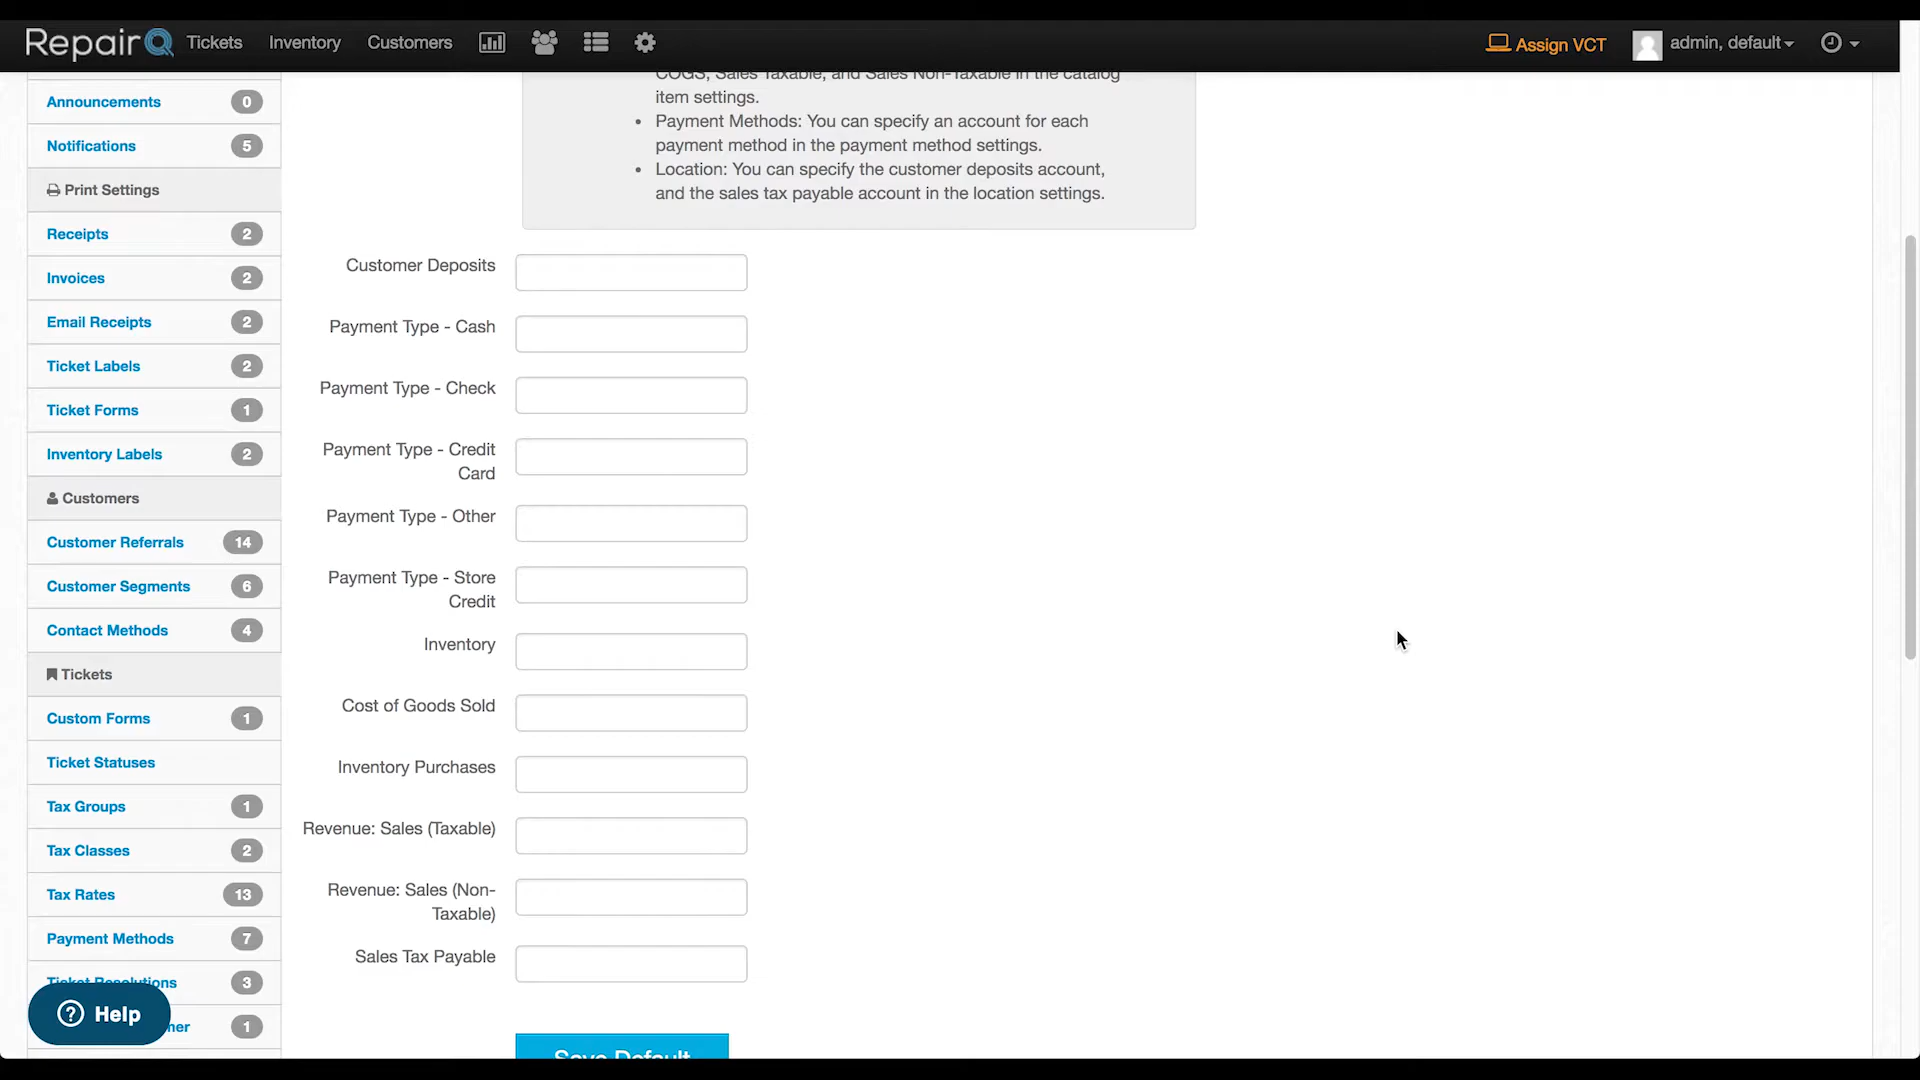 RepairQ Tickets Inventory Customers Assign VCT admin, default
Announcements 0
Notifications 5
Print Settings
Receipts 2
Invoices 2
Email Receipts 2
Ticket Labels 2
Ticket Forms 1
Inventory Labels 2
Customers
Customer Referrals 14
Customer Segments 6
Contact Methods 4
Tickets
Custom Forms 1
Ticket Statuses
Tax Groups 1
Tax Classes 2
Tax Rates 13
Payment Methods 7
Ticket Resolutions 3
mer 1
? Help
COGS, Sales Taxable, and Sales Non-Taxable in the catalog
item settings.
• Payment Methods: You can specify an account for each
payment method in the payment method settings.
• Location: You can specify the customer deposits account,
and the sales tax payable account in the location settings.
Customer Deposits
Payment Type - Cash
Payment Type - Check
Payment Type - Credit
Card
Payment Type - Other
Payment Type - Store
Credit
Inventory
Cost of Goods Sold
Inventory Purchases
Revenue: Sales (Taxable)
Revenue: Sales (Non-
Taxable)
Sales Tax Payable
Save Default